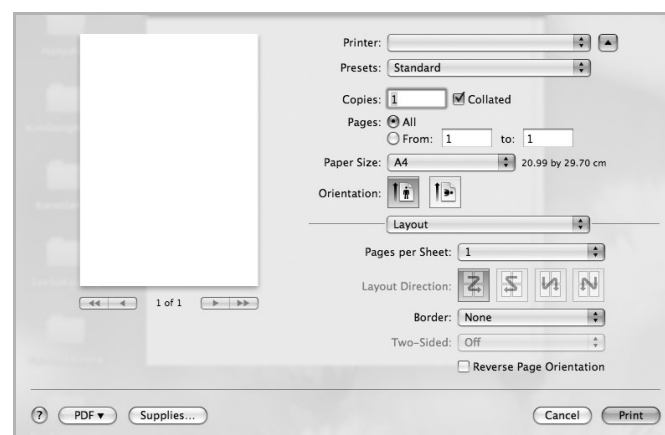 Printer:
Presets: Standard
Copies: 1 Collated
Pages: All
From: 1 to: 1
Paper Size: A4 20.99 by 29.70 cm
Orientation:
Layout
Pages per Sheet: 1
Layout Direction:
Border: None
Two-Sided: Off
Reverse Page Orientation
1 of 1
? PDF Supplies... Cancel Print